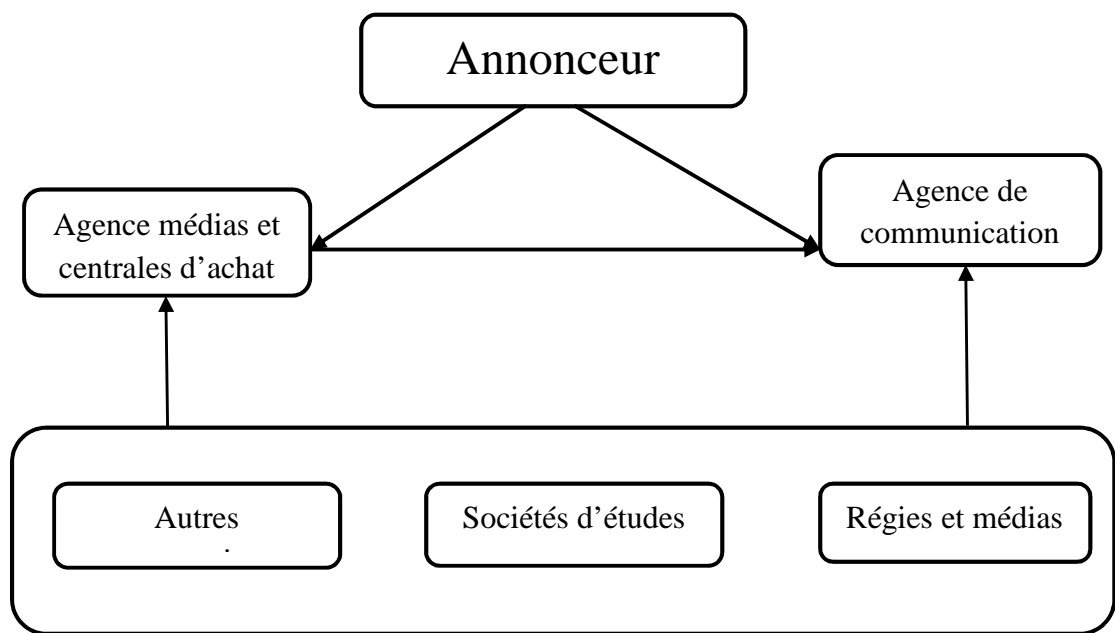 Annonceur
Agence médias et
centrales d’achat
Agence de
communication
Autres
Sociétés d’études
Régies et médias